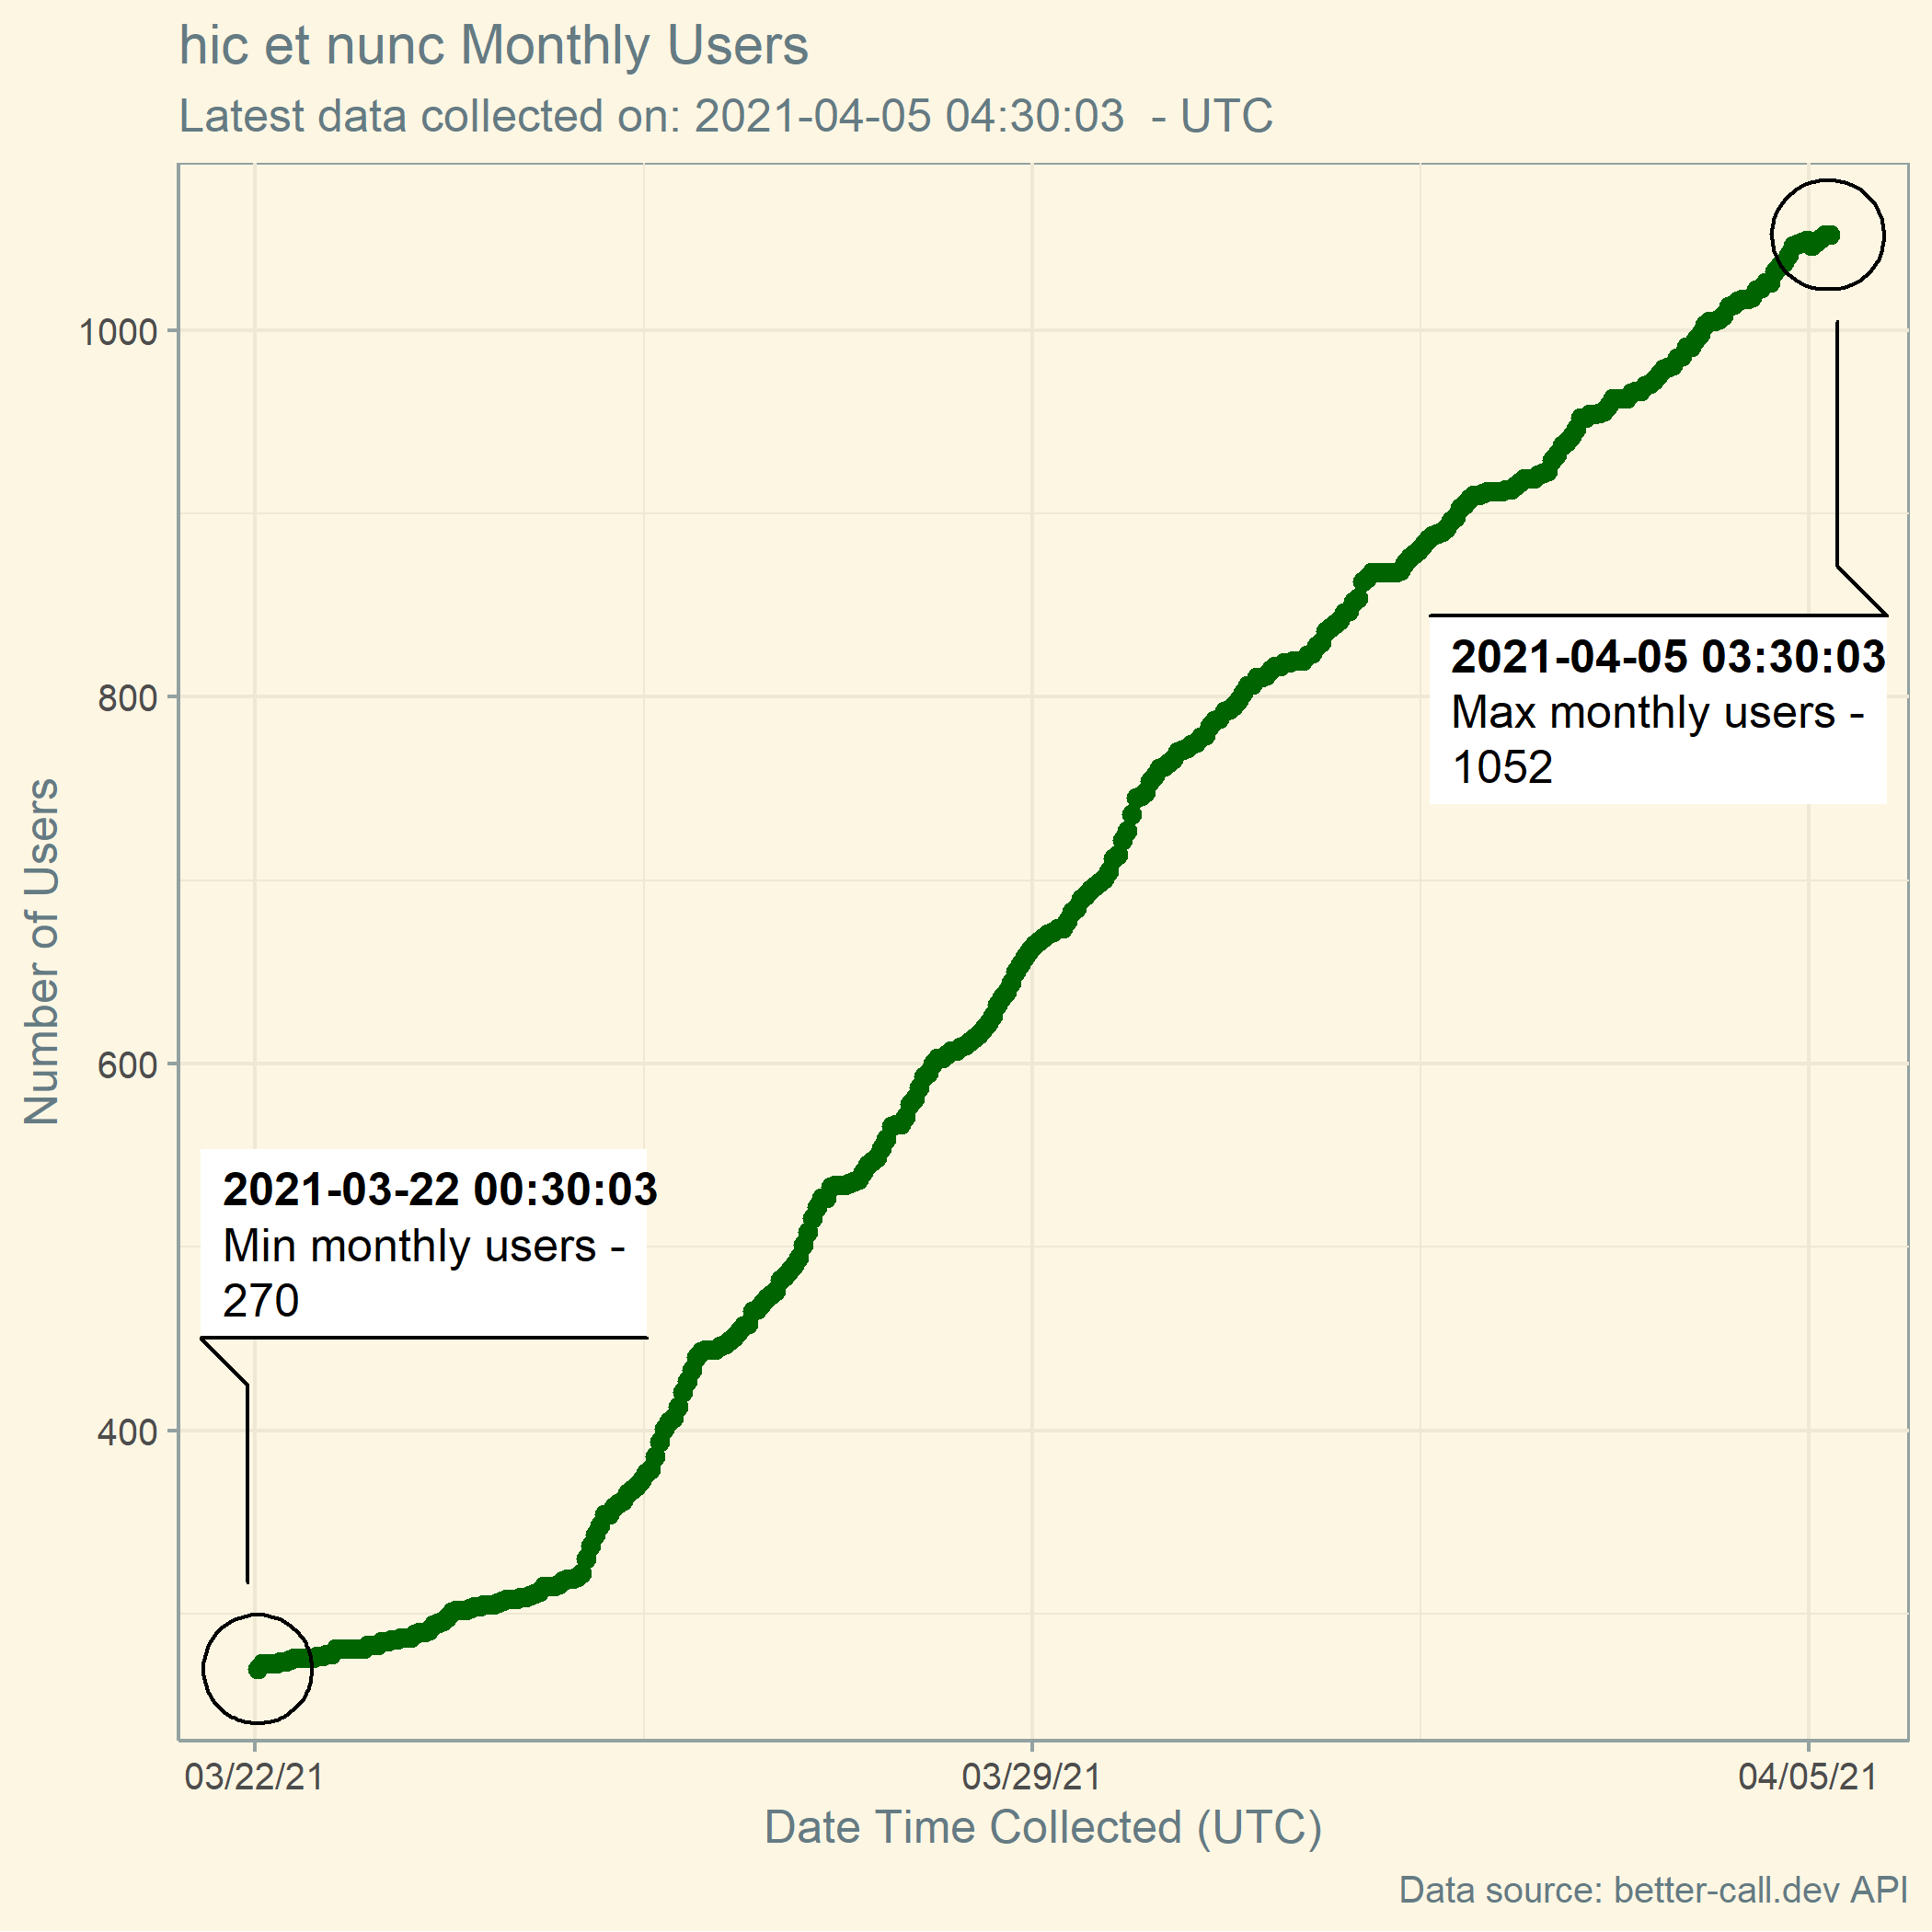 hic et nunc Monthly Users
Latest data collected on: 2021-04-05 04:30:03  - UTC
1000
800
600
400
Number of Users
2021-04-05 03:30:03
Max monthly users -
1052
2021-03-22 00:30:03
Min monthly users -
270
03/22/21
03/29/21
04/05/21
Date Time Collected (UTC)
Data source: better-call.dev API